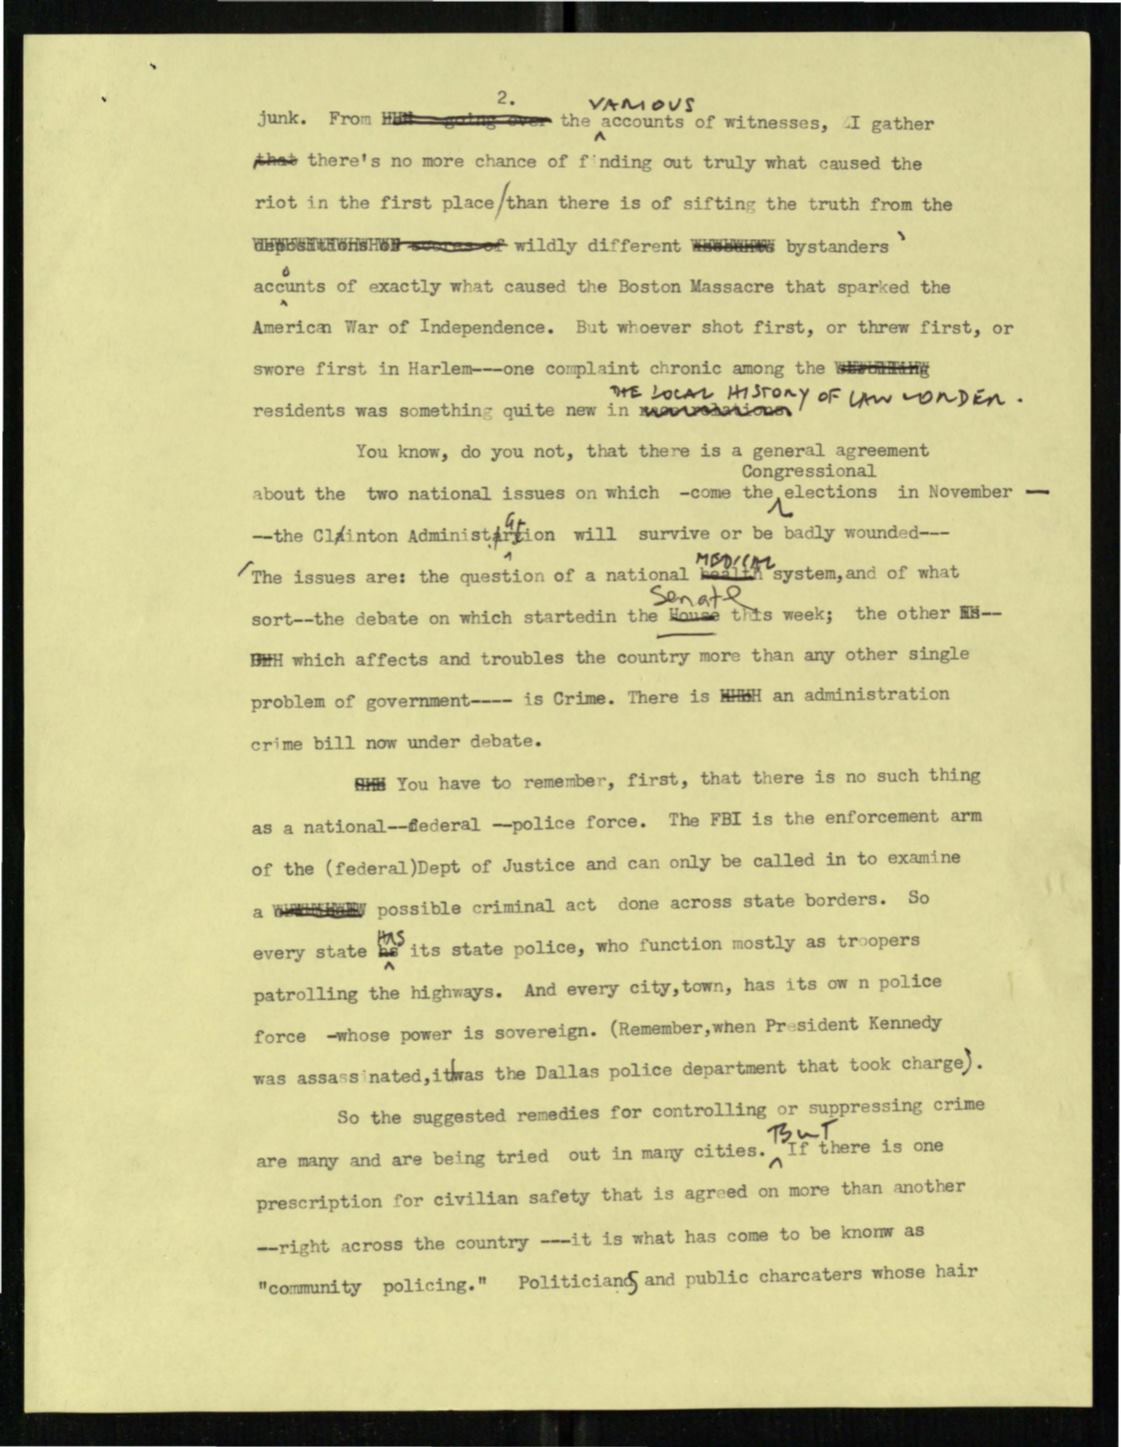 2.
VARIOUS
junk. From going over the accounts of witnesses, I gather
that there's no more chance of finding out truly what caused the
riot in the first place/than there is of sifting the truth from the
depositions of scores of wildly different accounts bystanders'
o
accunts of exactly what caused the Boston Massacre that sparked the
American War of Independence. But whoever shot first, or threw first, or
swore first in Harlem---one complaint chronic among the
THE LOCAL HISTORY OF LAW 'N ORDER.
residents was something quite new in
You know, do you not, that there is a general agreement
Congressional
about the two national issues on which -come the elections in November —
--the Clinton Administartion will survive or be badly wounded---
MEDICAL
The issues are: the question of a national health system,and of what
Senate
sort--the debate on which startedin the House this week; the other --
which affects and troubles the country more than any other single
problem of government---- is Crime. There is an administration
crime bill now under debate.
You have to remember, first, that there is no such thing
as a national--federal --police force. The FBI is the enforcement arm
of the (federal)Dept of Justice and can only be called in to examine
a possible criminal act done across state borders. So
HAS
every state hs its state police, who function mostly as troopers
patrolling the highways. And every city,town, has its ow n police
force -whose power is sovereign. (Remember,when President Kennedy
was assassinated,it was the Dallas police department that took charge).
So the suggested remedies for controlling or suppressing crime
BuT
are many and are being tried out in many cities. If there is one
prescription for civilian safety that is agreed on more than another
--right across the country ---it is what has come to be knonw as
"community policing." Politicians and public charcaters whose hair